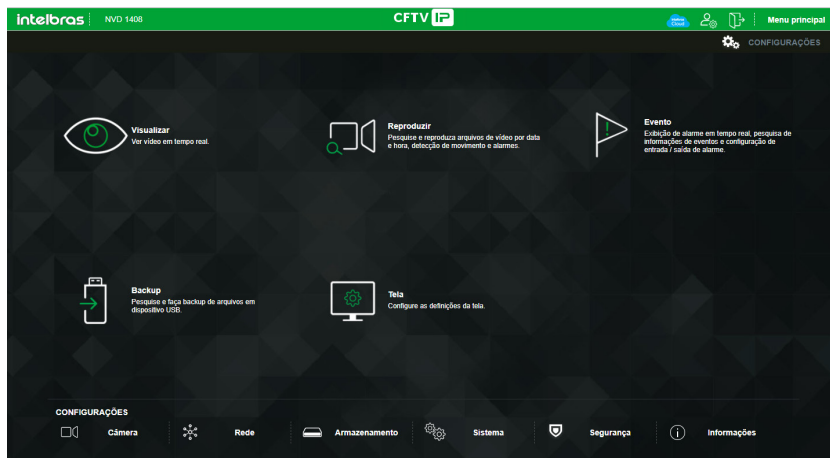 intelbras NVD 1408 CFTV IP Menu principal
CONFIGURAÇÕES
Visualizar
Ver vídeo em tempo real.
Reproduzir
Pesquise e reproduza arquivos de vídeo por data
e hora, detecção de movimento e alarmes.
Evento
Exibição de alarme em tempo real, pesquisa de
informações de eventos e configuração de
entrada / saída de alarme.
Backup
Pesquise e faça backup de arquivos em
dispositivo USB.
Tela
Configure as definições da tela.
CONFIGURAÇÕES
Câmera Rede Armazenamento Sistema Segurança Informações